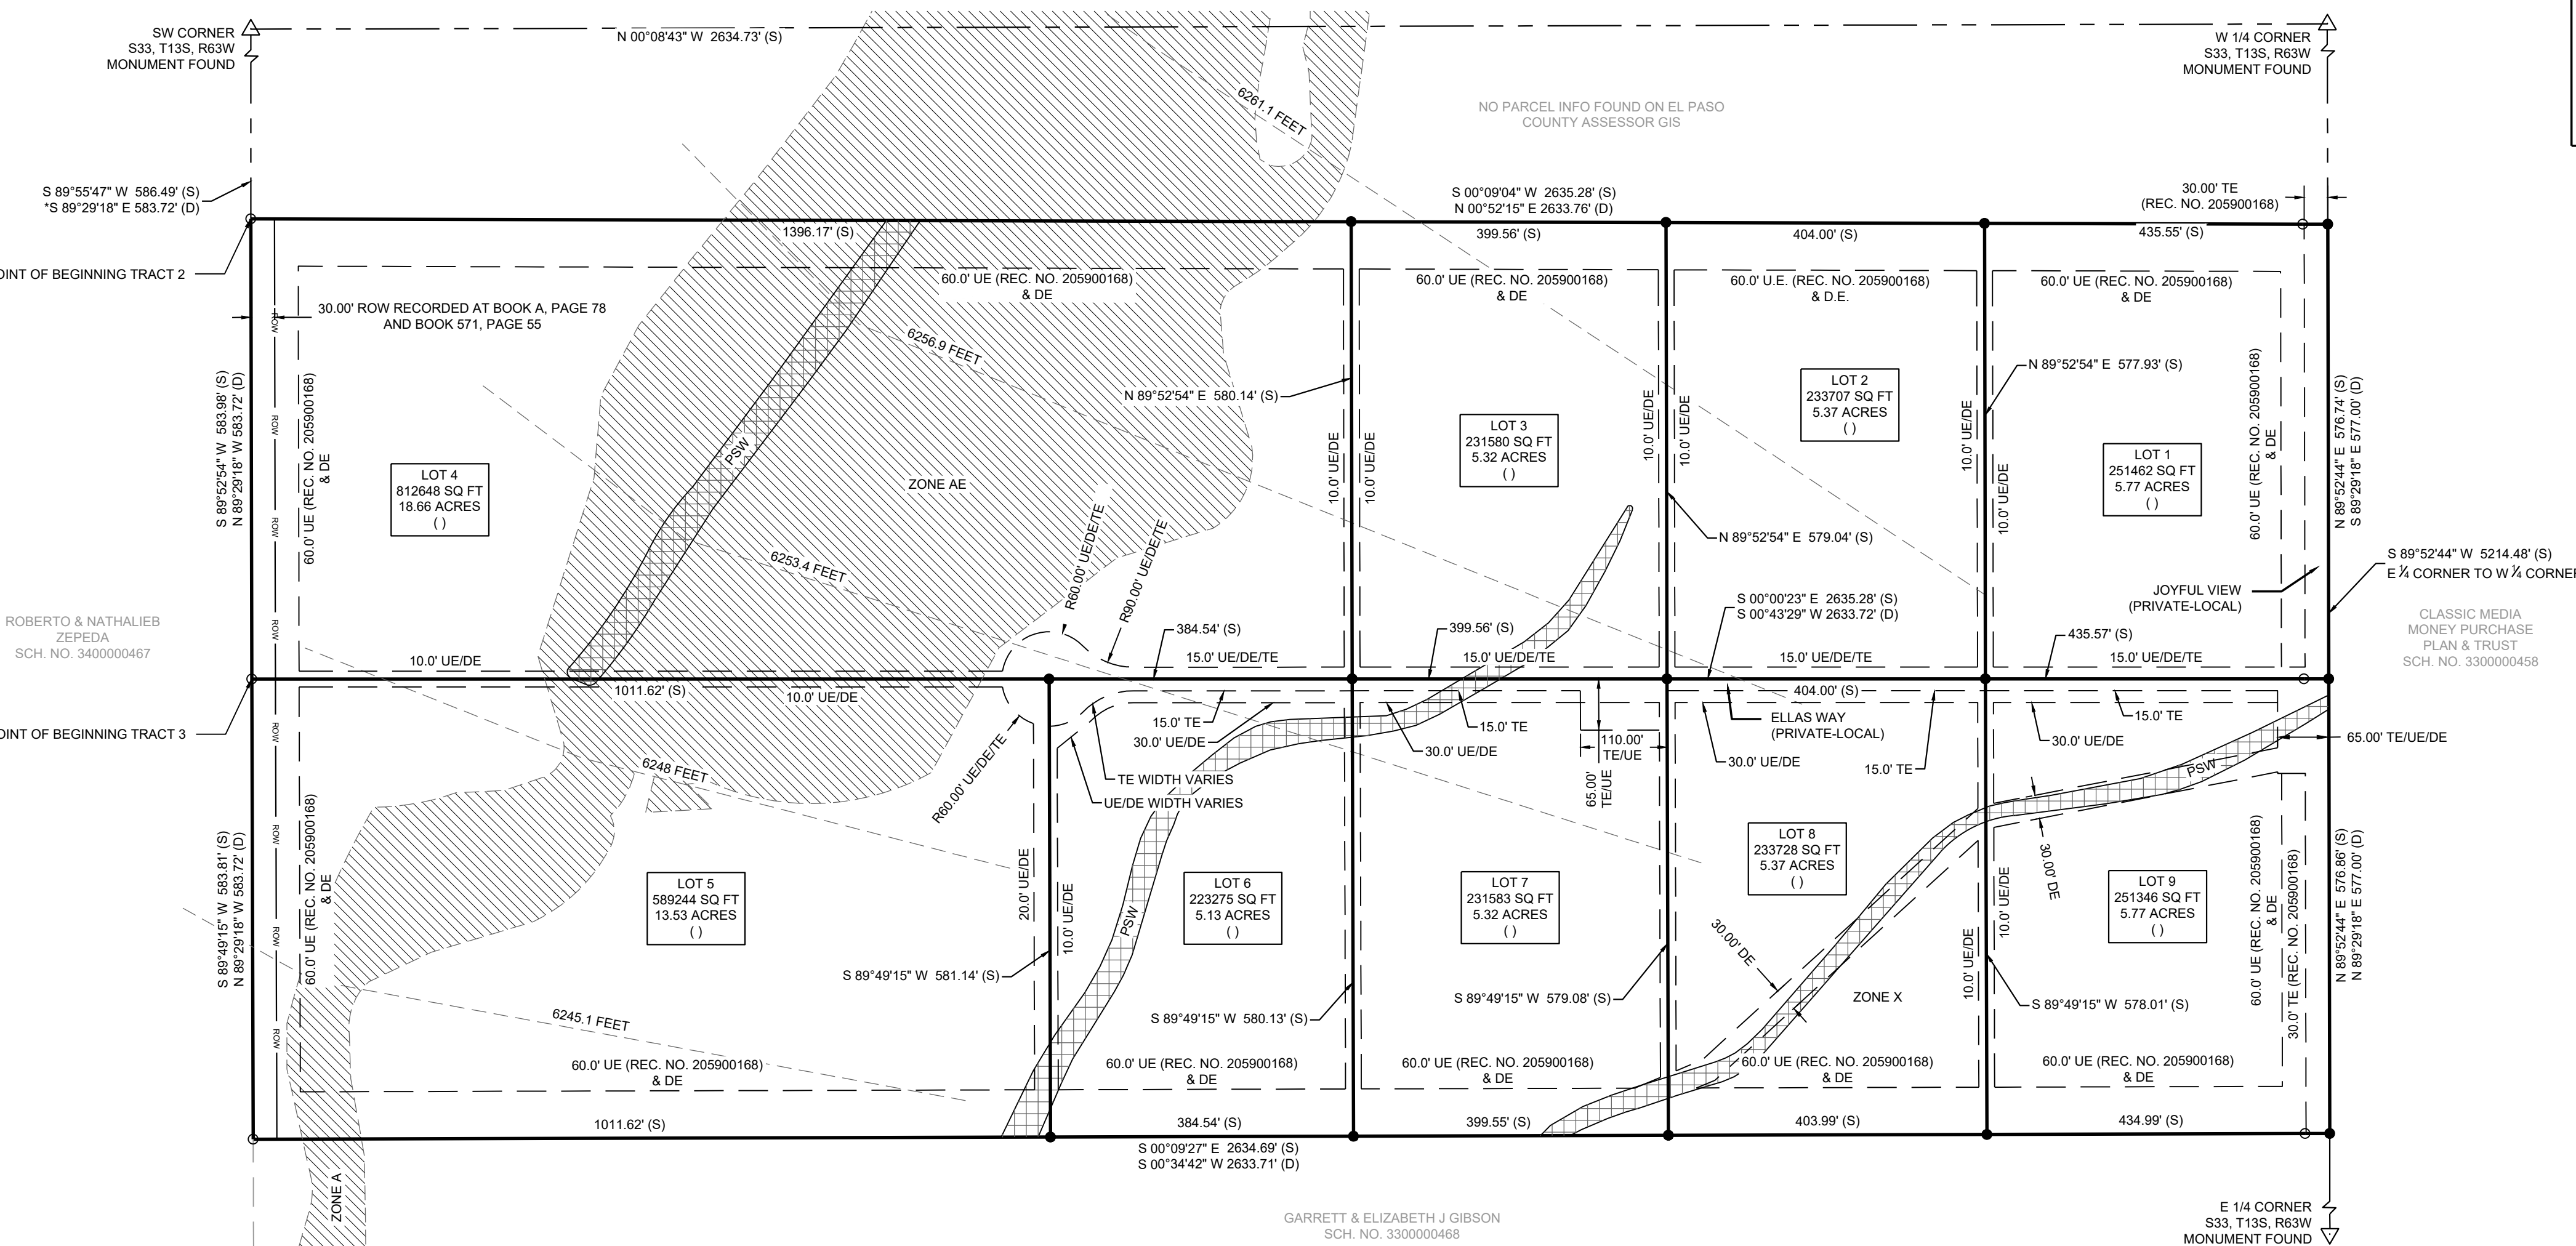 SW CORNER
S33, T13S, R63W
MONUMENT FOUND
N 00°08'43" W 2634.73' (S)
W 1/4 CORNER
S33, T13S, R63W
MONUMENT FOUND
6261.1 FEET
NO PARCEL INFO FOUND ON EL PASO
COUNTY ASSESSOR GIS
S 89°55'47" W 586.49' (S)
*S 89°29'18" E 583.72' (D)
S 00°09'04" W 2635.28' (S)
N 00°52'15" E 2633.76' (D)
30.00' TE
(REC. NO. 205900168)
1396.17' (S)
399.56' (S)
404.00' (S)
435.55' (S)
OINT OF BEGINNING TRACT 2
60.0' UE (REC. NO. 205900168)
& DE
60.0' UE (REC. NO. 205900168)
& DE
60.0' U.E. (REC. NO. 205900168)
& D.E.
60.0' UE (REC. NO. 205900168)
& DE
30.00' ROW RECORDED AT BOOK A, PAGE 78
AND BOOK 571, PAGE 55
ROW
ROW
ROW
ROW
ROW
ROW
ROW
ROW
6256.9 FEET
S 89°52'54" W 583.98' (S)
N 89°29'18" W 583.72' (D)
60.0' UE (REC. NO. 205900168)
& DE
N 89°52'54" E 580.14' (S)
N 89°52'54" E 577.93' (S)
LOT 2
233707 SQ FT
5.37 ACRES
( )
LOT 3
231580 SQ FT
5.32 ACRES
( )
LOT 1
251462 SQ FT
5.77 ACRES
( )
LOT 4
812648 SQ FT
18.66 ACRES
( )
PSW
ZONE AE
10.0' UE/DE
10.0' UE/DE
10.0' UE/DE
10.0' UE/DE
10.0' UE/DE
10.0' UE/DE
60.0' UE (REC. NO. 205900168)
& DE
N 89°52'44" E 576.74' (S)
S 89°29'18" E 577.00' (D)
N 89°52'54" E 579.04' (S)
6253.4 FEET
R60.00' UE/DE/TE
R90.00' UE/DE/TE
S 89°52'44" W 5214.48' (S)
E ¼ CORNER TO W ¼ CORNER
JOYFUL VIEW
(PRIVATE-LOCAL)
S 00°00'23" E 2635.28' (S)
S 00°43'29" W 2633.72' (D)
ROBERTO & NATHALIEB
ZEPEDA
SCH. NO. 3400000467
CLASSIC MEDIA
MONEY PURCHASE
PLAN & TRUST
SCH. NO. 3300000458
384.54' (S)
399.56' (S)
435.57' (S)
10.0' UE/DE
15.0' UE/DE/TE
15.0' UE/DE/TE
15.0' UE/DE/TE
15.0' UE/DE/TE
1011.62' (S)
10.0' UE/DE
404.00' (S)
OINT OF BEGINNING TRACT 3
15.0' TE
30.0' UE/DE
15.0' TE
30.0' UE/DE
110.00'
TE/UE
65.00'
TE/UE
ELLAS WAY
(PRIVATE-LOCAL)
30.0' UE/DE
15.0' TE
15.0' TE
30.0' UE/DE
65.00' TE/UE/DE
PSW
6248 FEET
R60.00' UE/DE/TE
TE WIDTH VARIES
UE/DE WIDTH VARIES
S 89°49'15" W 583.81' (S)
N 89°29'18" W 583.72' (D)
60.0' UE (REC. NO. 205900168)
& DE
LOT 5
589244 SQ FT
13.53 ACRES
( )
20.0' UE/DE
10.0' UE/DE
PSW
LOT 6
223275 SQ FT
5.13 ACRES
( )
LOT 7
231583 SQ FT
5.32 ACRES
( )
LOT 8
233728 SQ FT
5.37 ACRES
( )
30.00' DE
30.00' DE
LOT 9
251346 SQ FT
5.77 ACRES
( )
10.0' UE/DE
10.0' UE/DE
60.0' UE (REC. NO. 205900168)
& DE
30.0' TE (REC. NO. 205900168)
N 89°52'44" E 576.86' (S)
N 89°29'18" E 577.00' (D)
S 89°49'15" W 581.14' (S)
S 89°49'15" W 580.13' (S)
S 89°49'15" W 579.08' (S)
ZONE X
S 89°49'15" W 578.01' (S)
6245.1 FEET
60.0' UE (REC. NO. 205900168)
& DE
60.0' UE (REC. NO. 205900168)
& DE
60.0' UE (REC. NO. 205900168)
& DE
60.0' UE (REC. NO. 205900168)
& DE
60.0' UE (REC. NO. 205900168)
& DE
1011.62' (S)
384.54' (S)
399.55' (S)
403.99' (S)
434.99' (S)
S 00°09'27" E 2634.69' (S)
S 00°34'42" W 2633.71' (D)
ZONE A
GARRETT & ELIZABETH J GIBSON
SCH. NO. 3300000468
E 1/4 CORNER
S33, T13S, R63W
MONUMENT FOUND